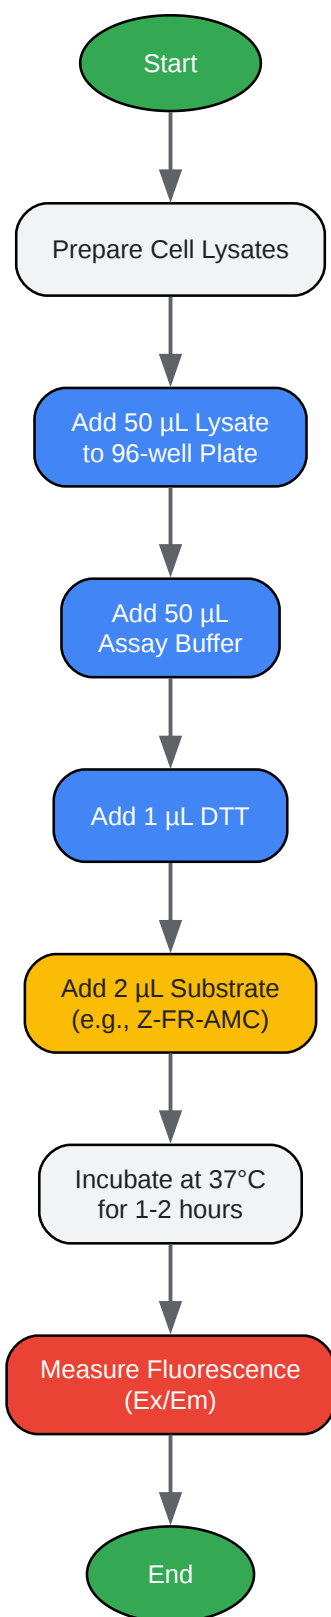 Start
Prepare Cell Lysates
Add 50 µL Lysate
to 96-well Plate
Add 50 µL
Assay Buffer
Add 1 µL DTT
Add 2 µL Substrate
(e.g., Z-FR-AMC)
Incubate at 37°C
for 1-2 hours
Measure Fluorescence
(Ex/Em)
End